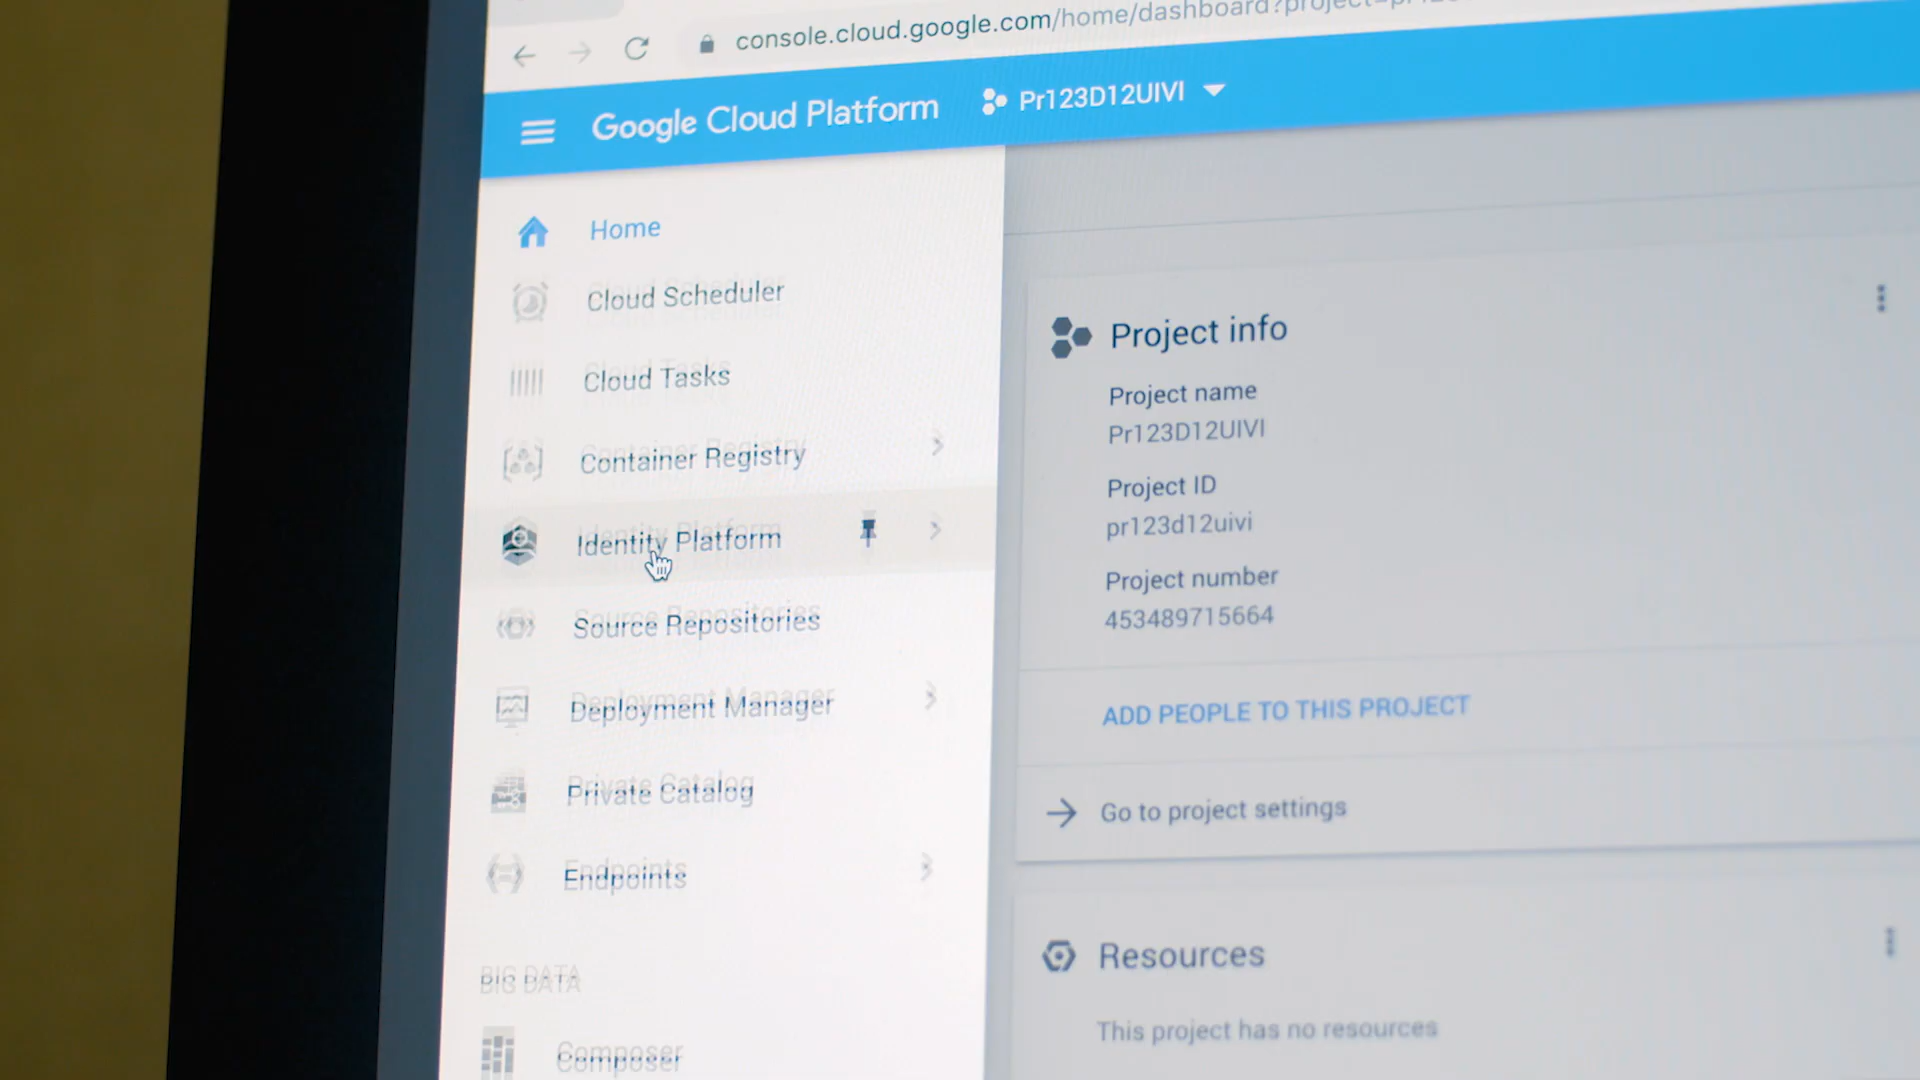 console.cloud.google.com/home/dashboard?project=
Google Cloud Platform
Pr123D12UIVI
Home
Cloud Scheduler
Cloud Tasks
Container Registry
Identity Platform
Source Repositories
Deployment Manager
Private Catalog
Endpoints
BIG DATA
Composer
Project info
Project name
Pr123D12UIVI
Project ID
pr123d12uivi
Project number
453489715664
ADD PEOPLE TO THIS PROJECT
Go to project settings
Resources
This project has no resources